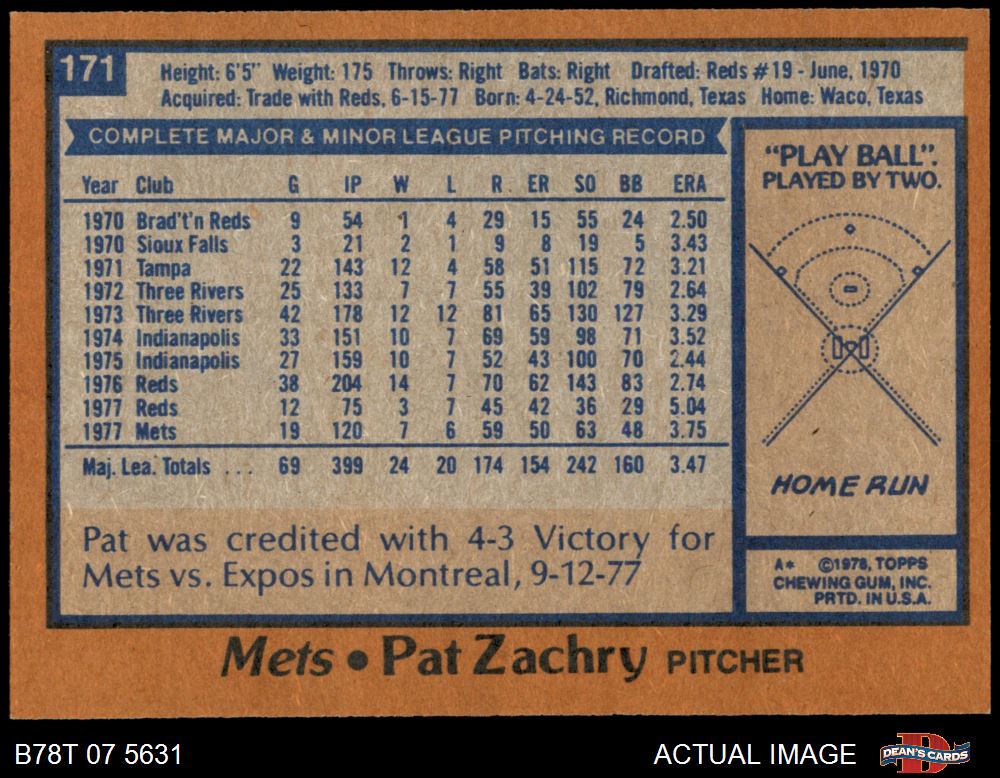 171
Height: 6'5" Weight: 175 Throws: Right Bats: Right Drafted: Reds #19 - June, 1970
Acquired: Trade with Reds, 6-15-77 Born: 4-24-52, Richmond, Texas Home: Waco, Texas
COMPLETE MAJOR & MINOR LEAGUE PITCHING RECORD
Year Club G IP W L R ER SO BB ERA
1970 Brad't'n Reds 9 54 1 4 29 15 55 24 2.50
1970 Sioux Falls 3 21 2 1 9 8 19 5 3.43
1971 Tampa 22 143 12 4 58 51 115 72 3.21
1972 Three Rivers 25 133 7 7 55 39 102 79 2.64
1973 Three Rivers 42 178 12 12 81 65 130 127 3.29
1974 Indianapolis 33 151 10 7 69 59 98 71 3.52
1975 Indianapolis 27 159 10 7 52 43 100 70 2.44
1976 Reds 38 204 14 7 70 62 143 83 2.74
1977 Reds 12 75 3 7 45 42 36 29 5.04
1977 Mets 19 120 7 6 59 50 63 48 3.75
Maj. Lea. Totals ... 69 399 24 20 174 154 242 160 3.47
Pat was credited with 4-3 Victory for
Mets vs. Expos in Montreal, 9-12-77
"PLAY BALL".
PLAYED BY TWO.
HOME RUN
A* ©1978, TOPPS
CHEWING GUM, INC.
PRTD. IN U.S.A.
Mets • Pat Zachry PITCHER
B78T 07 5631
ACTUAL IMAGE
DEAN'S CARDS